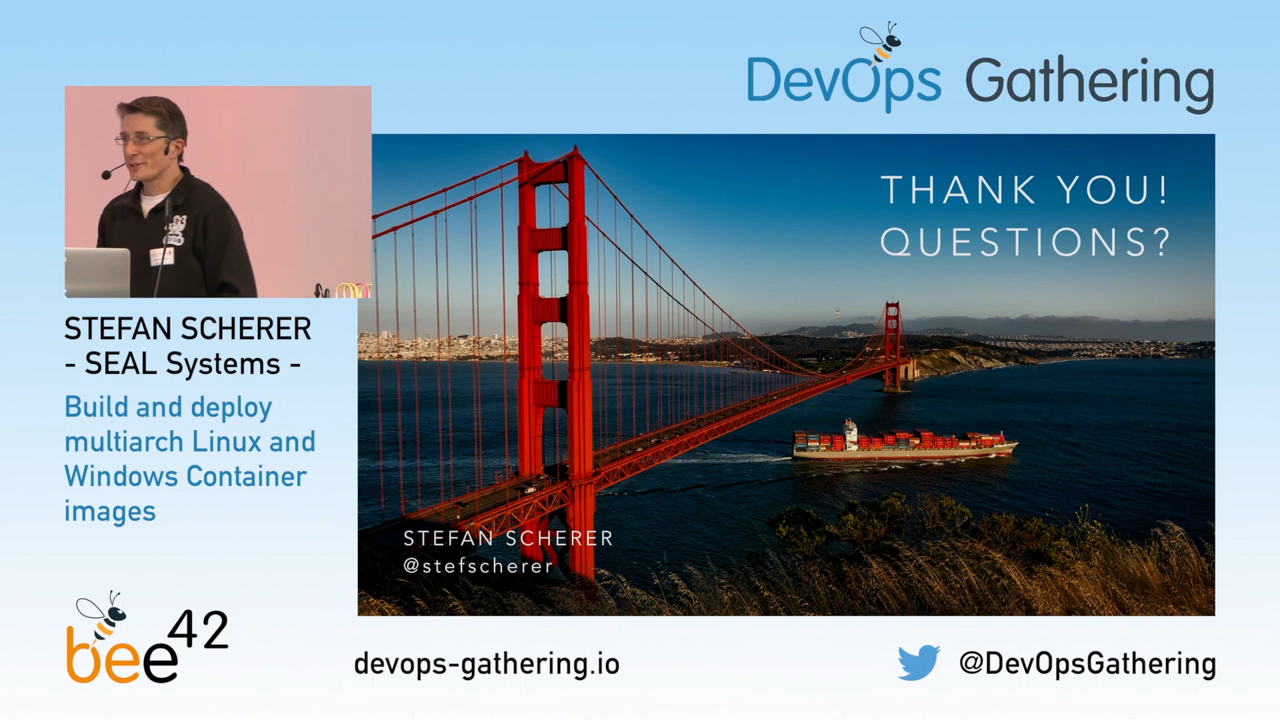 DevOps Gathering
THANK YOU!
QUESTIONS?
STEFAN SCHERER
- SEAL Systems -
Build and deploy
multiarch Linux and
Windows Container
images
STEFAN SCHERER
@stefscherer
bee42
devops-gathering.io
@DevOpsGathering